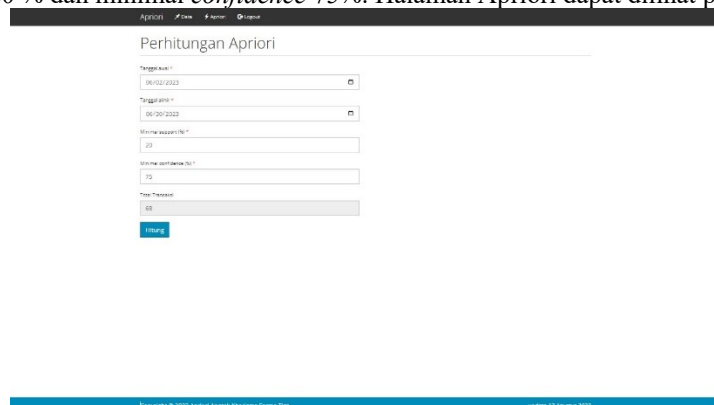 0 % dan minimal confidence 75%. Halaman Apriori dapat dilihat p
Apriori Data Apriori Logout
Perhitungan Apriori
Tanggal awal *
06/02/2023
Tanggal akhir *
06/30/2023
Minimal support (%) *
20
Minimal confidence (%) *
75
Total Transaksi
63
Hitung